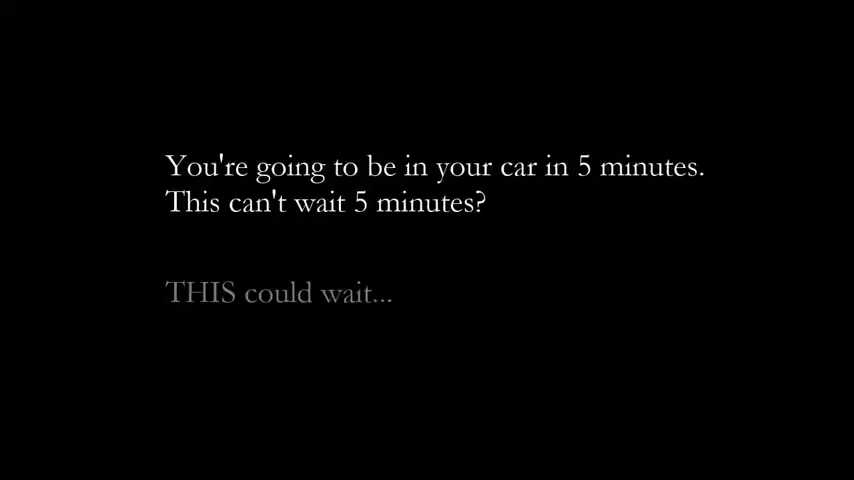 You're going to be in your car in 5 minutes.
This can't wait 5 minutes?
THIS could wait...